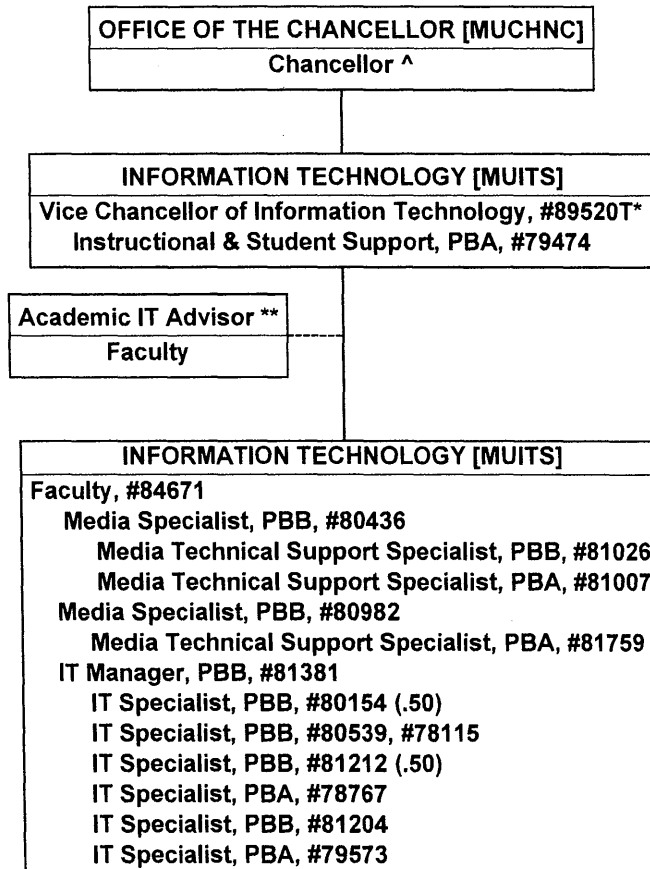 OFFICE OF THE CHANCELLOR [MUCHNC]
Chancellor ^
INFORMATION TECHNOLOGY [MUITS]
Vice Chancellor of Information Technology, #89520T*
Instructional & Student Support, PBA, #79474
Academic IT Advisor **
Faculty
INFORMATION TECHNOLOGY [MUITS]
Faculty, #84671
Media Specialist, PBB, #80436
Media Technical Support Specialist, PBB, #81026
Media Technical Support Specialist, PBA, #81007
Media Specialist, PBB, #80982
Media Technical Support Specialist, PBA, #81759
IT Manager, PBB, #81381
IT Specialist, PBB, #80154 (.50)
IT Specialist, PBB, #80539, #78115
IT Specialist, PBB, #81212 (.50)
IT Specialist, PBA, #78767
IT Specialist, PBB, #81204
IT Specialist, PBA, #79573